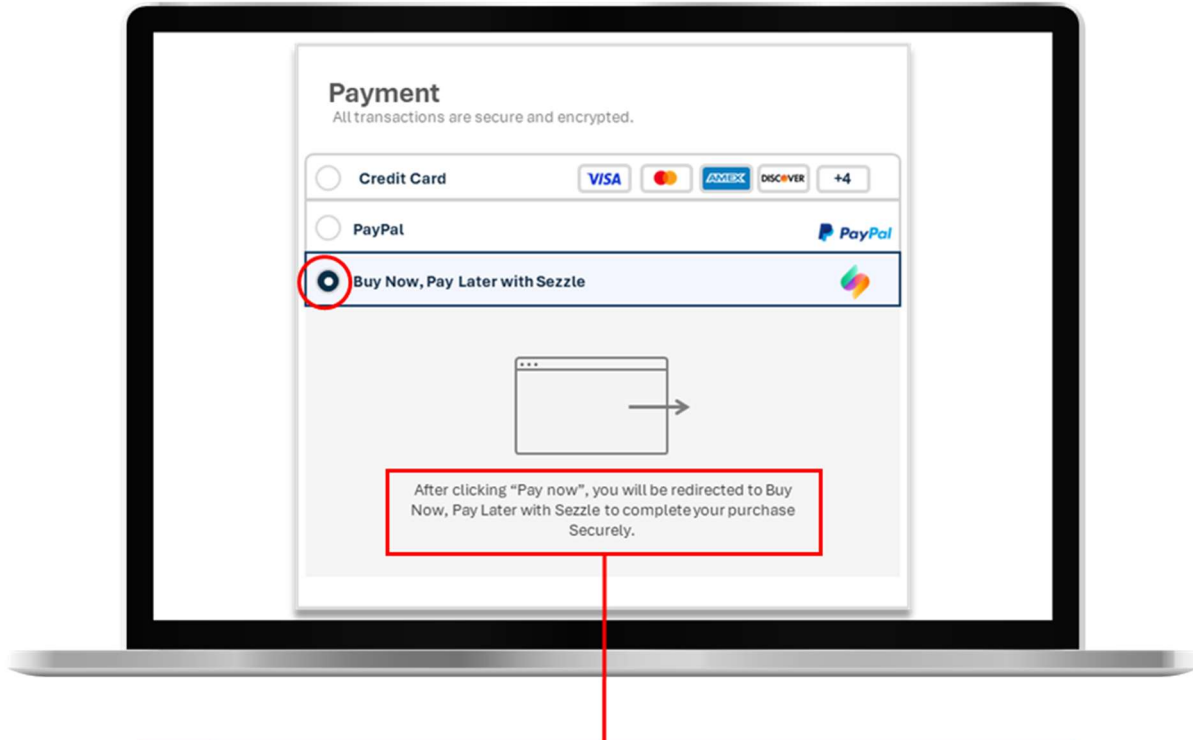 Payment
All transactions are secure and encrypted.
Credit Card VISA AMEX DISCOVER +4
PayPal PayPal
Buy Now, Pay Later with Sezzle
After clicking “Pay now”, you will be redirected to Buy
Now, Pay Later with Sezzle to complete your purchase
Securely.